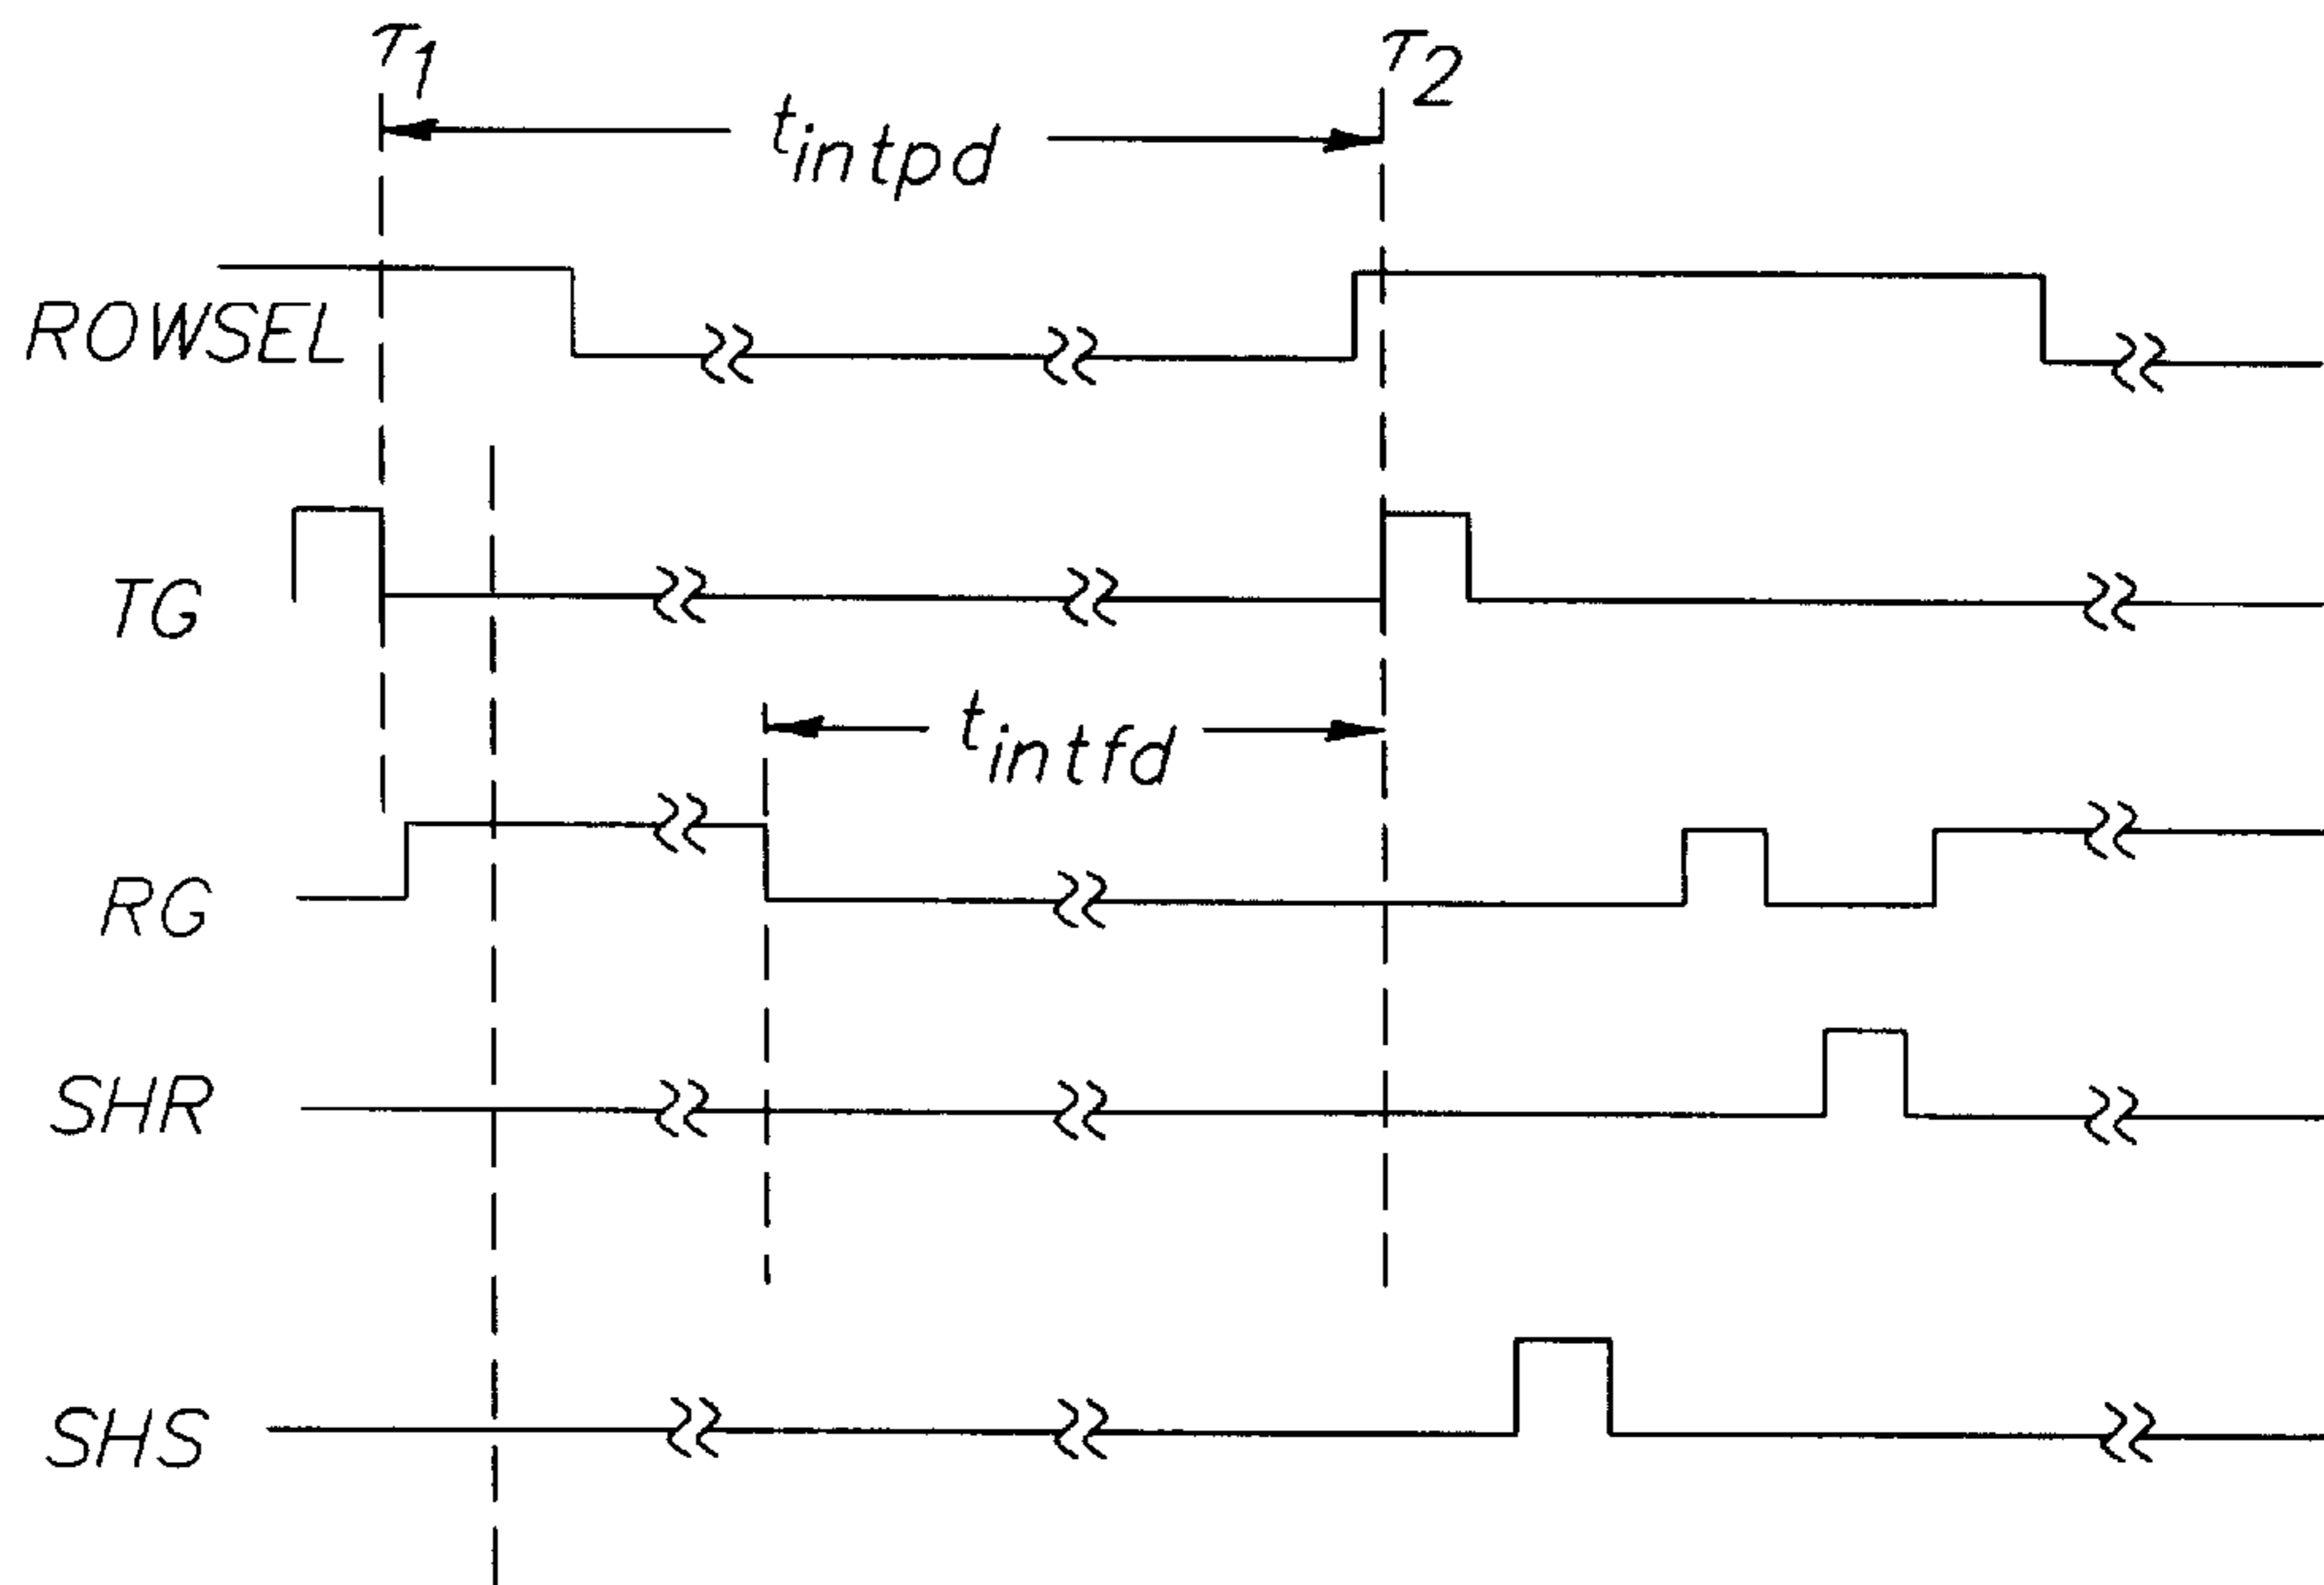 τ1
τ2
tintpd
ROWSEL
TG
tintfd
RG
SHR
SHS